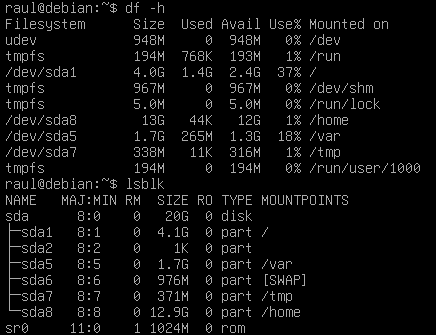 raul@debian:~$ df -h
Filesystem      Size  Used Avail Use% Mounted on
udev            948M     0  948M   0% /dev
tmpfs           194M  768K  193M   1% /run
/dev/sda1       4.0G  1.4G  2.4G  37% /
tmpfs           967M     0  967M   0% /dev/shm
tmpfs           5.0M     0  5.0M   0% /run/lock
/dev/sda8        13G   44K   12G   1% /home
/dev/sda5       1.7G  265M  1.3G  18% /var
/dev/sda7       338M   11K  316M   1% /tmp
tmpfs           194M     0  194M   0% /run/user/1000
raul@debian:~$ lsblk
NAME   MAJ:MIN RM  SIZE RO TYPE MOUNTPOINTS
sda      8:0    0   20G  0 disk
├─sda1   8:1    0  4.1G  0 part /
├─sda2   8:2    0    1K  0 part
├─sda5   8:5    0  1.7G  0 part /var
├─sda6   8:6    0  976M  0 part [SWAP]
├─sda7   8:7    0  371M  0 part /tmp
└─sda8   8:8    0 12.9G  0 part /home
sr0     11:0    1 1024M  0 rom